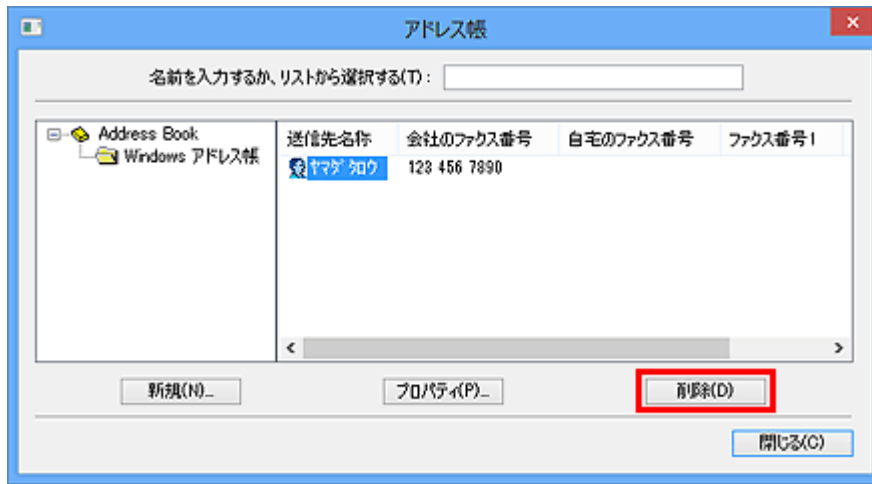 アドレス帳
名前を入力するか、リストから選択する(T):
Address Book
Windows アドレス帳
送信先名称 会社のファクス番号 自宅のファクス番号 ファクス番号1
ヤマダ タロウ 123 456 7890
新規(N)... プロパティ(P)... 削除(D)
閉じる(C)